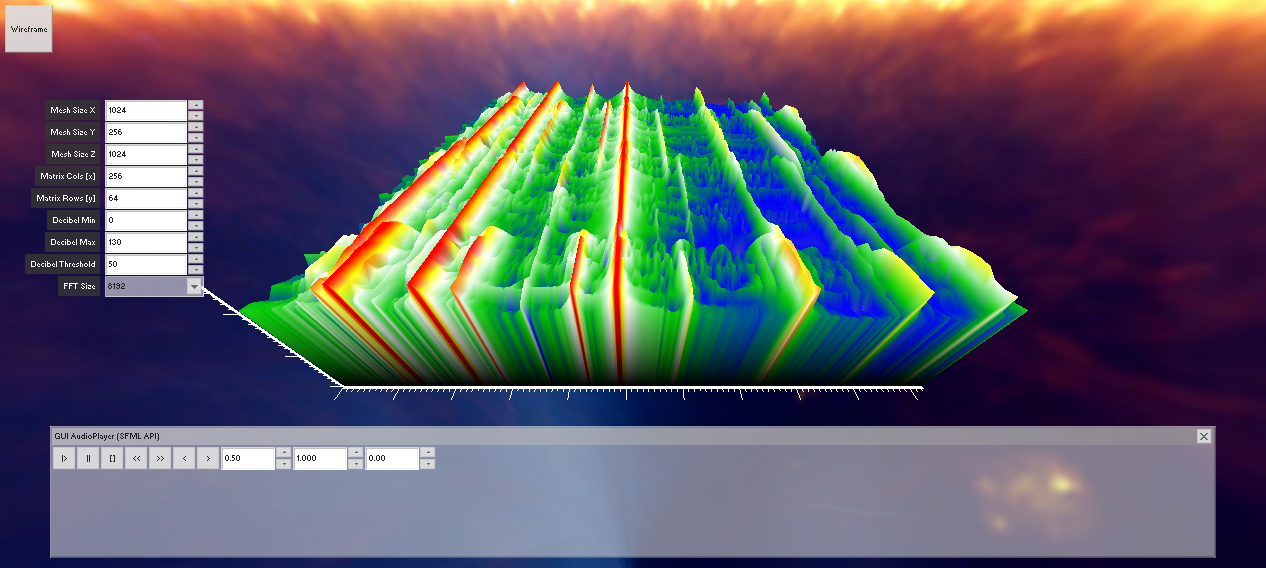 Wireframe
Mesh Size X 1024
Mesh Size Y 256
Mesh Size Z 1024
Matrix Cols [x] 256
Matrix Rows [y] 64
Decibel Min 0
Decibel Max 130
Decibel Threshold 50
FFT Size 8192
GUI AudioPlayer (SFML API)
|> || [] << >> < > 0.50 1.000 0.00